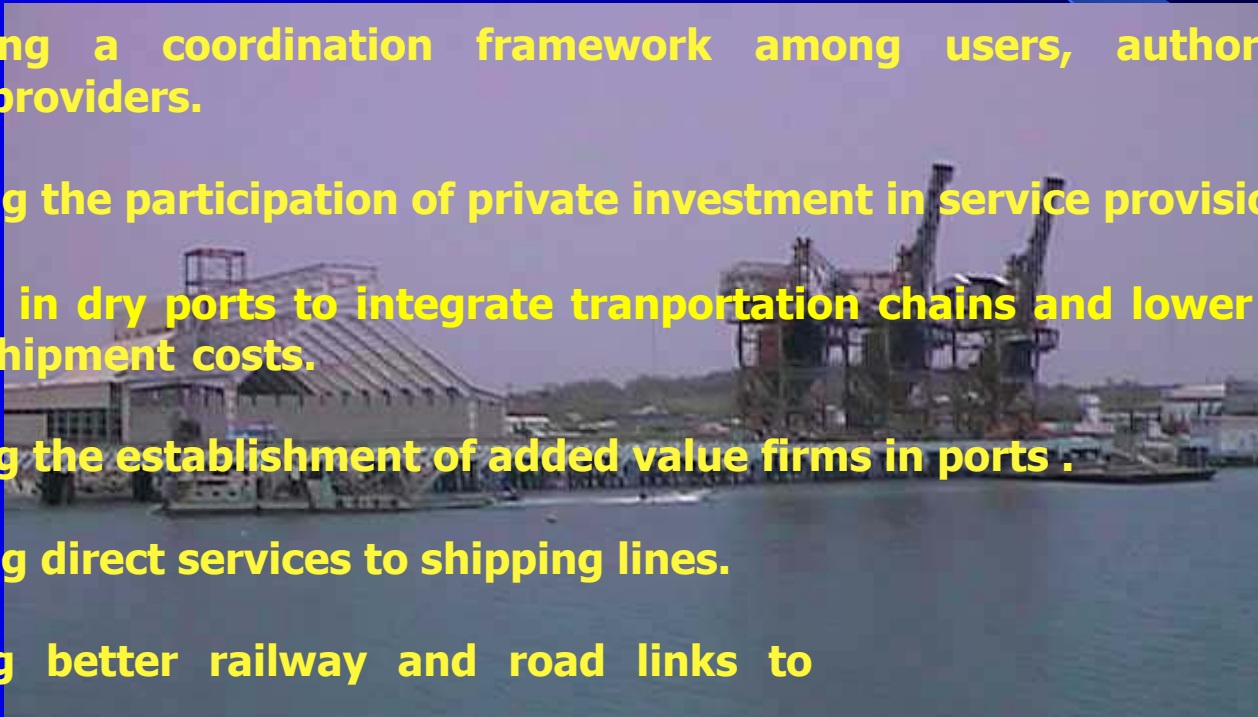 ng a coordination framework among users, author
providers.
g the participation of private investment in service provisio
in dry ports to integrate tranportation chains and lower
hipment costs.
g the establishment of added value firms in ports .
g direct services to shipping lines.
g better railway and road links to